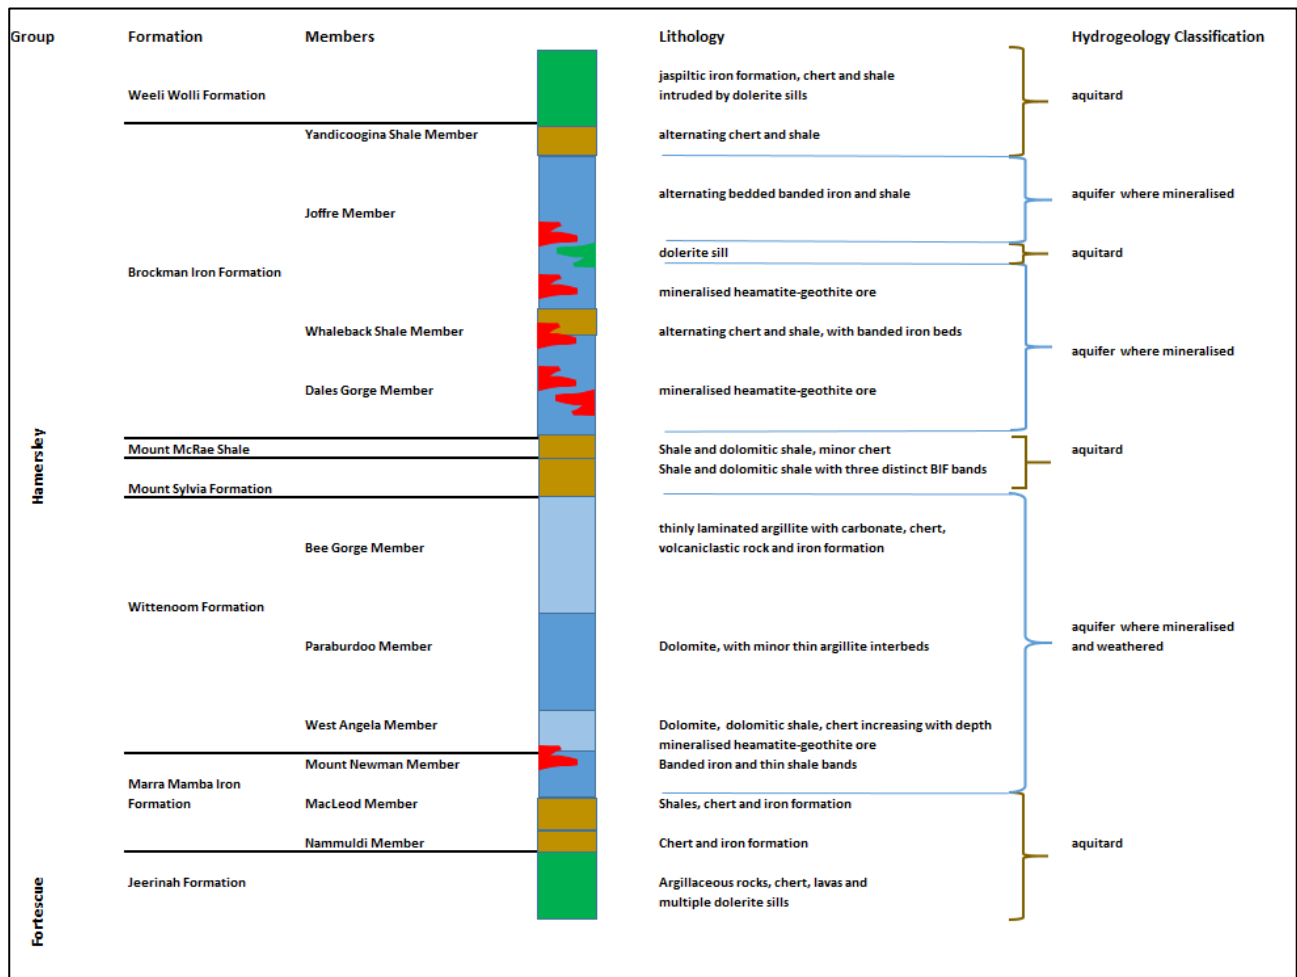 Group Formation Members Lithology Hydrogeology Classification
jaspiltic iron formation, chert and shale
Weeli Wolli Formation intruded by dolerite sills aquitard
Yandicoogina Shale Member alternating chert and shale
alternating bedded banded iron and shale aquifer where mineralised
Joffre Member
dolerite sill aquitard
Brockman Iron Formation
mineralised heamatite-geothite ore
Whaleback Shale Member alternating chert and shale, with banded iron beds
aquifer where mineralised
Dales Gorge Member mineralised heamatite-geothite ore
Hamersley
Mount McRae Shale Shale and dolomitic shale, minor chert aquitard
Shale and dolomitic shale with three distinct BIF bands
Mount Sylvia Formation
thinly laminated argillite with carbonate, chert,
Bee Gorge Member volcaniclastic rock and iron formation
Wittenoom Formation
aquifer where mineralised
Paraburdoo Member Dolomite, with minor thin argillite interbeds and weathered
West Angela Member Dolomite, dolomitic shale, chert increasing with depth
mineralised heamatite-geothite ore
Mount Newman Member Banded iron and thin shale bands
Marra Mamba Iron
Formation MacLeod Member Shales, chert and iron formation
Nammuldi Member Chert and iron formation aquitard
Fortescue
Jeerinah Formation Argillaceous rocks, chert, lavas and
multiple dolerite sills